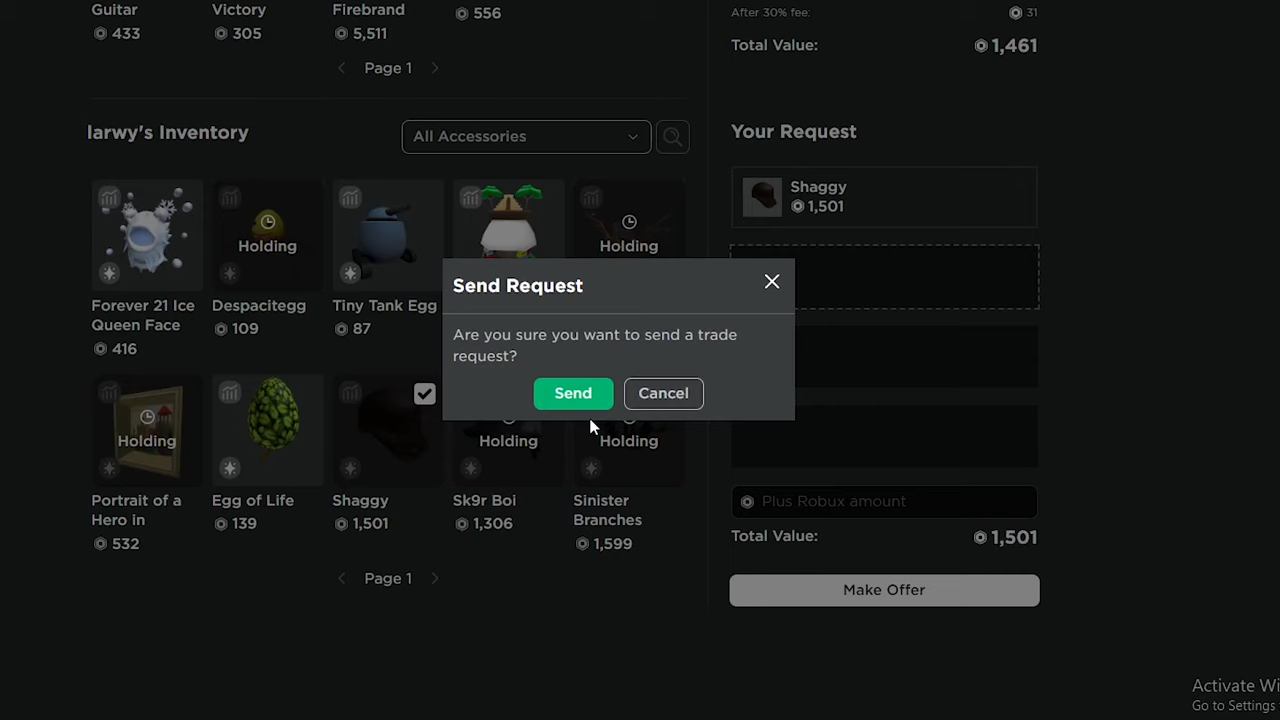 Guitar
433
Victory
305
Firebrand
5,511
556
Page 1
After 30% fee:
31
Total Value:
1,461
larwy's Inventory
All Accessories
Holding
Holding
Forever 21 Ice
Queen Face
416
Despacitegg
109
Tiny Tank Egg
87
Holding
Holding
Holding
Portrait of a
Hero in
532
Egg of Life
139
Shaggy
1,501
Sk9r Boi
1,306
Sinister
Branches
1,599
Page 1
Send Request
Are you sure you want to send a trade
request?
Send
Cancel
Your Request
Shaggy
1,501
Plus Robux amount
Total Value:
1,501
Make Offer
Activate Wi
Go to Settings